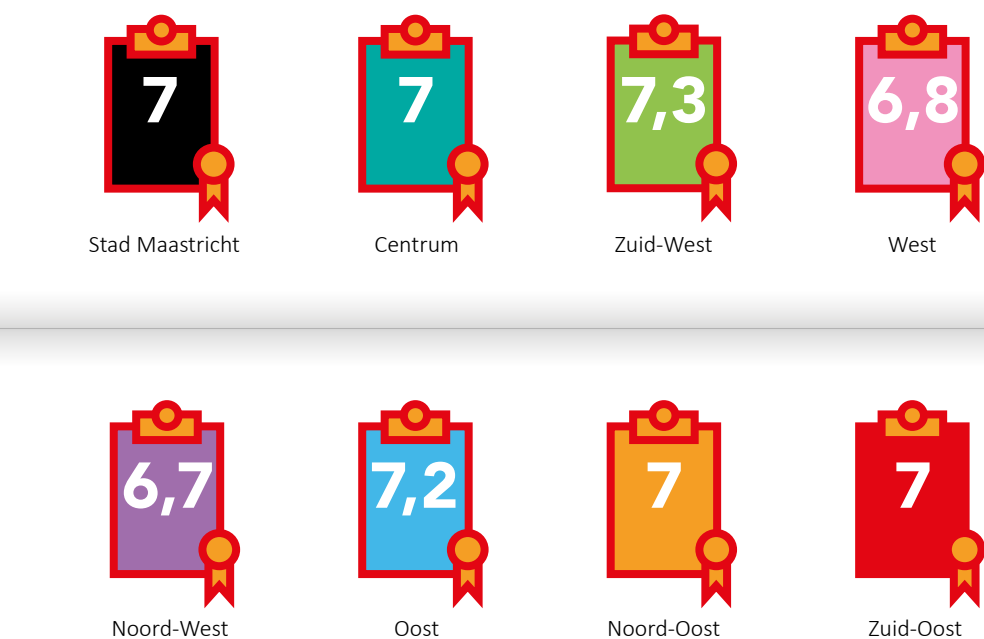 7 7 7,3 6,8
Stad Maastricht Centrum Zuid-West West
6,7 7,2 7 7
Noord-West Oost Noord-Oost Zuid-Oost